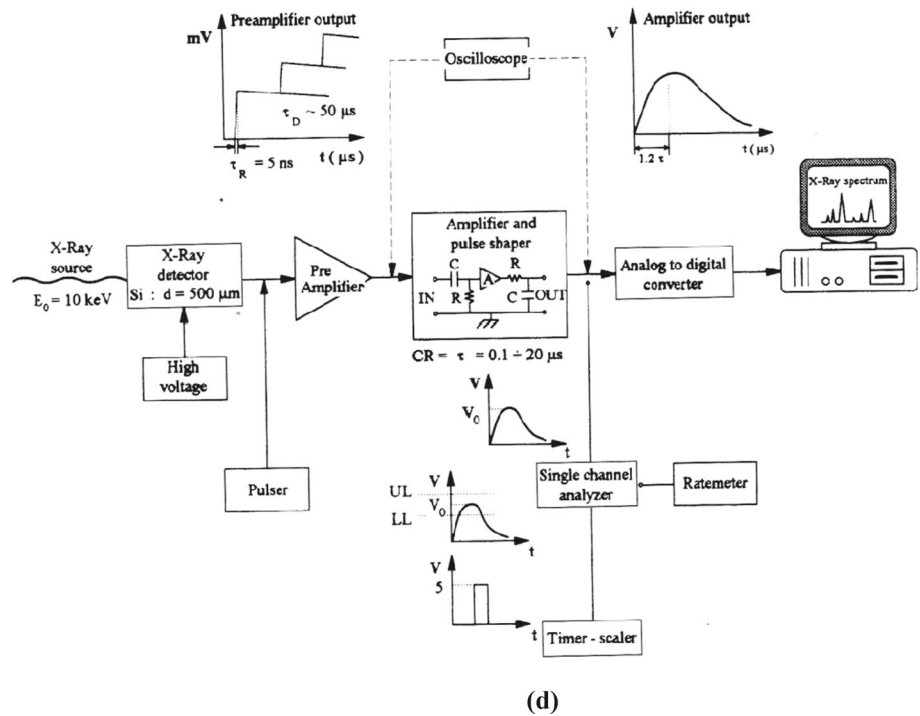 Preamplifier output
mV
τD ~ 50 μs
τR = 5 ns
t (μs)
Oscilloscope
Amplifier output
V
t (μs)
1.2 τ
X-Ray spectrum
X-Ray
source
E₀ = 10 keV
X-Ray
detector
Si : d = 500 μm
High
voltage
Pulser
Pre
Amplifier
Amplifier and
pulse shaper
C
R
A
R
C
IN
OUT
CR = τ = 0.1 ÷ 20 μs
Analog to digital
converter
V
V₀
t
Single channel
analyzer
Ratemeter
V
UL
V₀
LL
t
V
5
t
Timer - scaler
(d)